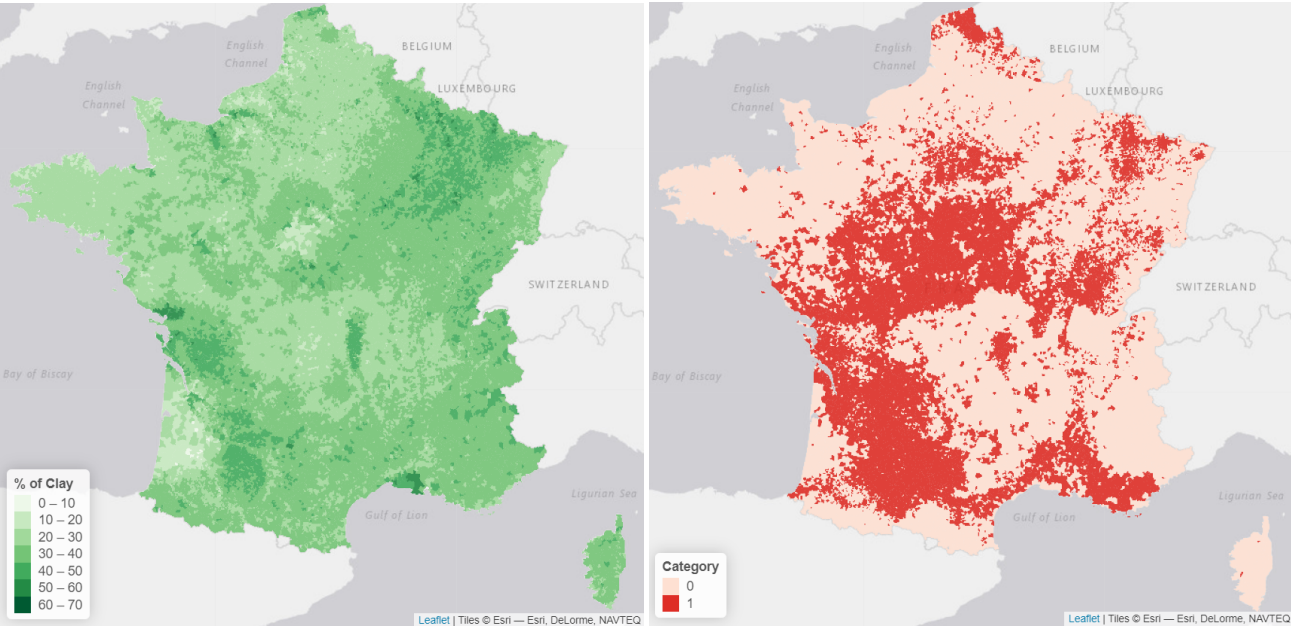 BELGIUM
English
Channel
LUXEMBOURG
English
Channel
SWITZERLAND
Bay of Biscay
Ligurian Sea
Gulf of Lion
% of Clay
0 – 10
10 – 20
20 – 30
30 – 40
40 – 50
50 – 60
60 – 70
Leaflet | Tiles © Esri — Esri, DeLorme, NAVTEQ
BELGIUM
English
Channel
LUXEMBOURG
English
Channel
SWITZERLAND
Bay of Biscay
Ligurian Sea
Gulf of Lion
Category
0
1
Leaflet | Tiles © Esri — Esri, DeLorme, NAVTEQ